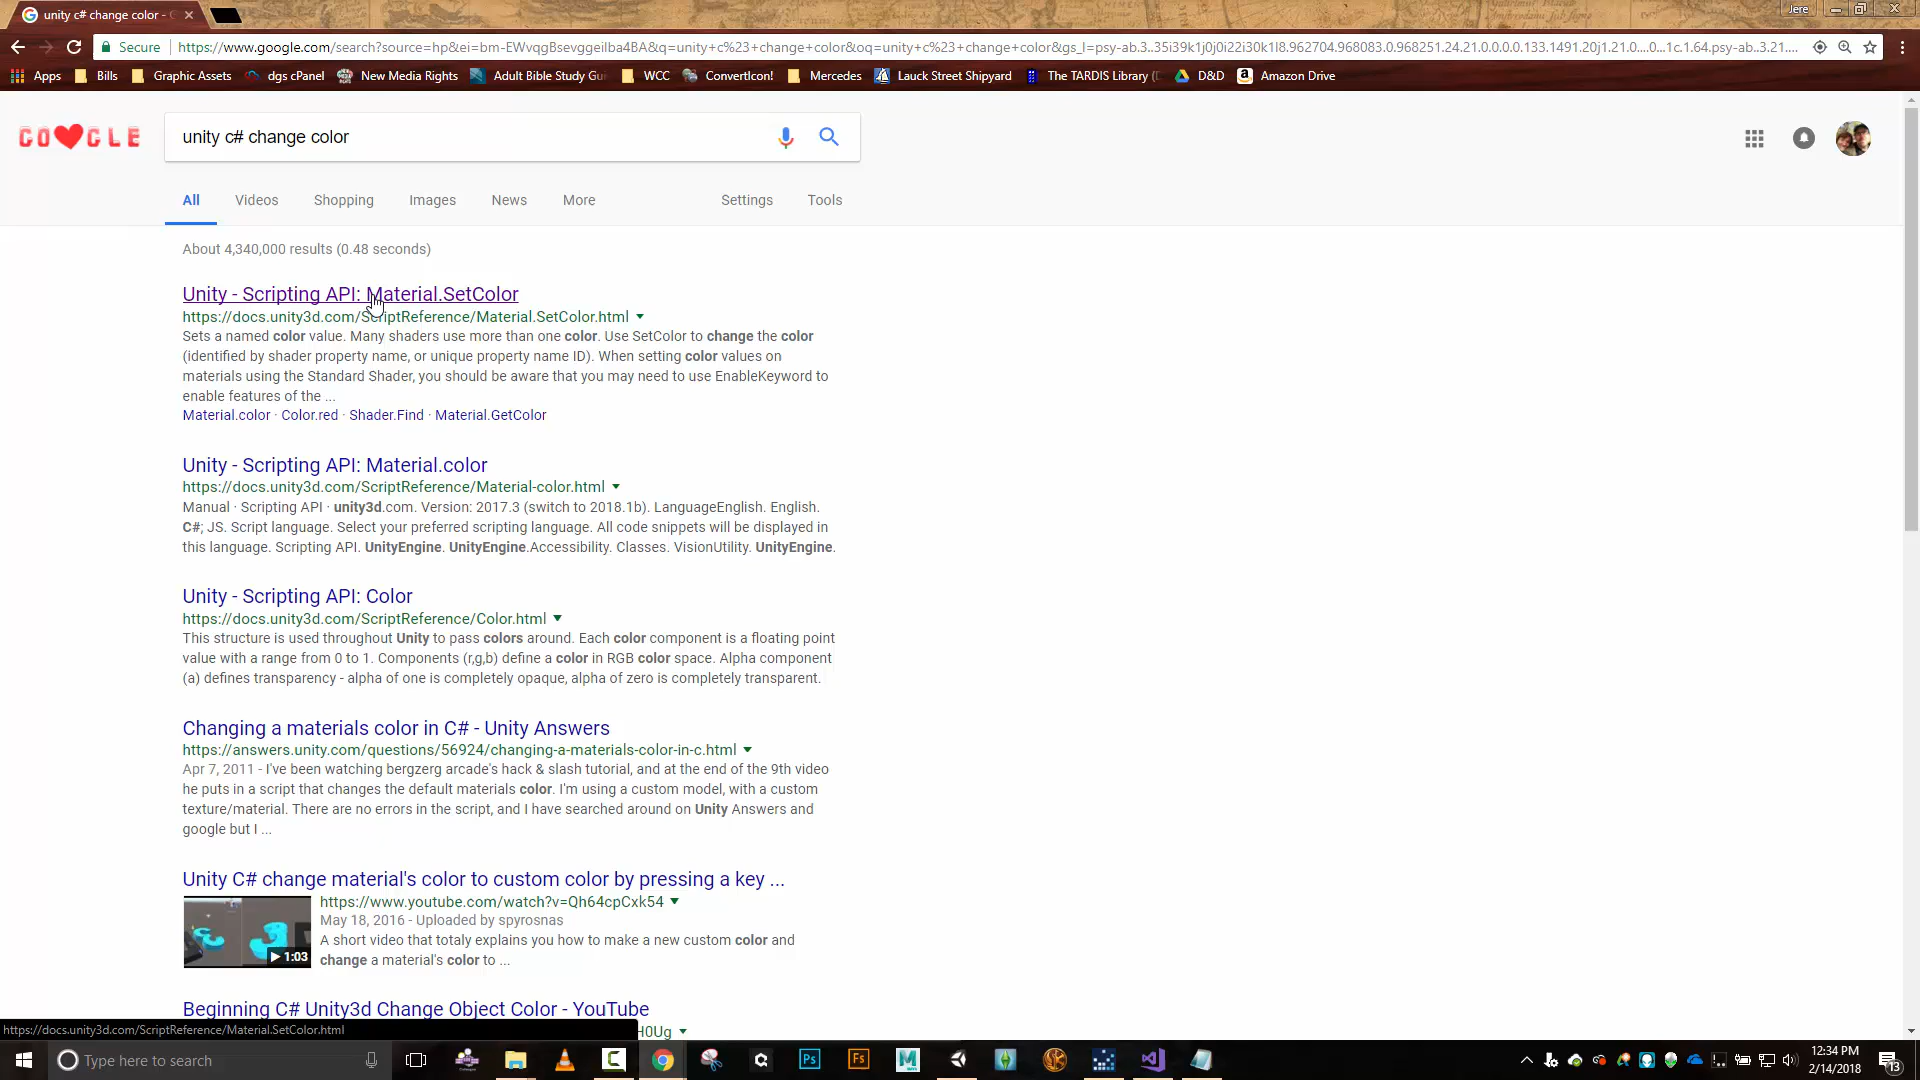 unity c# change color -
Jere
Secure
https://www.google.com/search?source=hp&ei=bm-EWvqgBsevggeilba4BA&q=unity+c%23+change+color&oq=unity+c%23+change+color&gs_l=psy-ab.3..35i39k1j0j0i22i30k1l8.962704.968083.0.968251.24.21.0.0.0.0.133.1491.20j1.21.0....0...1c.1.64.psy-ab..3.21....
Apps
Bills
Graphic Assets
dgs cPanel
New Media Rights
Adult Bible Study Gui
WCC
ConvertIcon!
Mercedes
Lauck Street Shipyard
The TARDIS Library (D
D&D
Amazon Drive
unity c# change color
All
Videos
Shopping
Images
News
More
Settings
Tools
About 4,340,000 results (0.48 seconds)
Unity - Scripting API: Material.SetColor
https://docs.unity3d.com/ScriptReference/Material.SetColor.html
Sets a named color value. Many shaders use more than one color. Use SetColor to change the color
(identified by shader property name, or unique property name ID). When setting color values on
materials using the Standard Shader, you should be aware that you may need to use EnableKeyword to
enable features of the ...
Material.color · Color.red · Shader.Find · Material.GetColor
Unity - Scripting API: Material.color
https://docs.unity3d.com/ScriptReference/Material-color.html
Manual · Scripting API · unity3d.com. Version: 2017.3 (switch to 2018.1b). LanguageEnglish. English.
C#; JS. Script language. Select your preferred scripting language. All code snippets will be displayed in
this language. Scripting API. UnityEngine. UnityEngine.Accessibility. Classes. VisionUtility. UnityEngine.
Unity - Scripting API: Color
https://docs.unity3d.com/ScriptReference/Color.html
This structure is used throughout Unity to pass colors around. Each color component is a floating point
value with a range from 0 to 1. Components (r,g,b) define a color in RGB color space. Alpha component
(a) defines transparency - alpha of one is completely opaque, alpha of zero is completely transparent.
Changing a materials color in C# - Unity Answers
https://answers.unity.com/questions/56924/changing-a-materials-color-in-c.html
Apr 7, 2011 - I've been watching bergzerg arcade's hack & slash tutorial, and at the end of the 9th video
he puts in a script that changes the default materials color. I'm using a custom model, with a custom
texture/material. There are no errors in the script, and I have searched around on Unity Answers and
google but I ...
Unity C# change material's color to custom color by pressing a key ...
https://www.youtube.com/watch?v=Qh64cpCxk54
May 18, 2016 - Uploaded by spyrosnas
A short video that totaly explains you how to make a new custom color and
change a material's color to ...
1:03
Beginning C# Unity3d Change Object Color - YouTube
H0Ug
https://docs.unity3d.com/ScriptReference/Material.SetColor.html
Type here to search
Ps
Fs
M
12:34 PM
2/14/2018
13